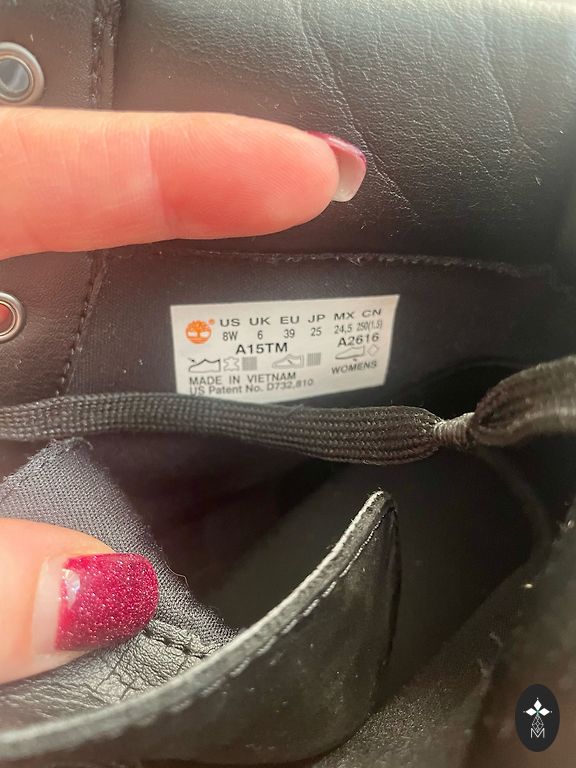 US UK EU JP MX CN
8W 6 39 25 24,5 250(1,5)
A15TM A2616
WOMENS
MADE IN VIETNAM
US Patent No. D732,810
M